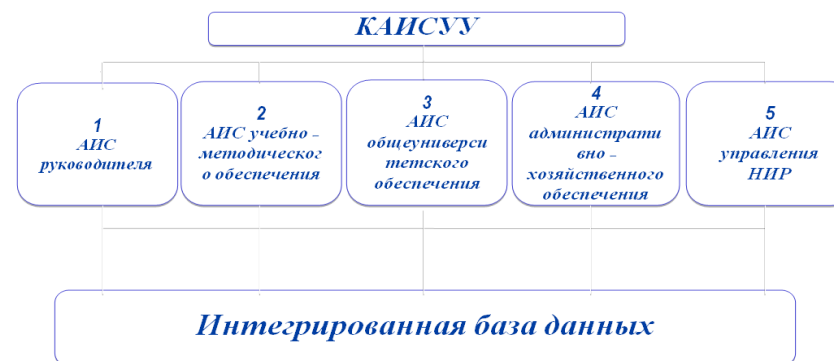 КАИСУУ
1
АИС
руководителя
2
АИС учебно –
методическог
о обеспечения
3
АИС
общеуниверси
тетского
обеспечения
4
АИС
административ
вно –
хозяйственного
обеспечения
5
АИС
управления
НИР
Интегрированная база данных